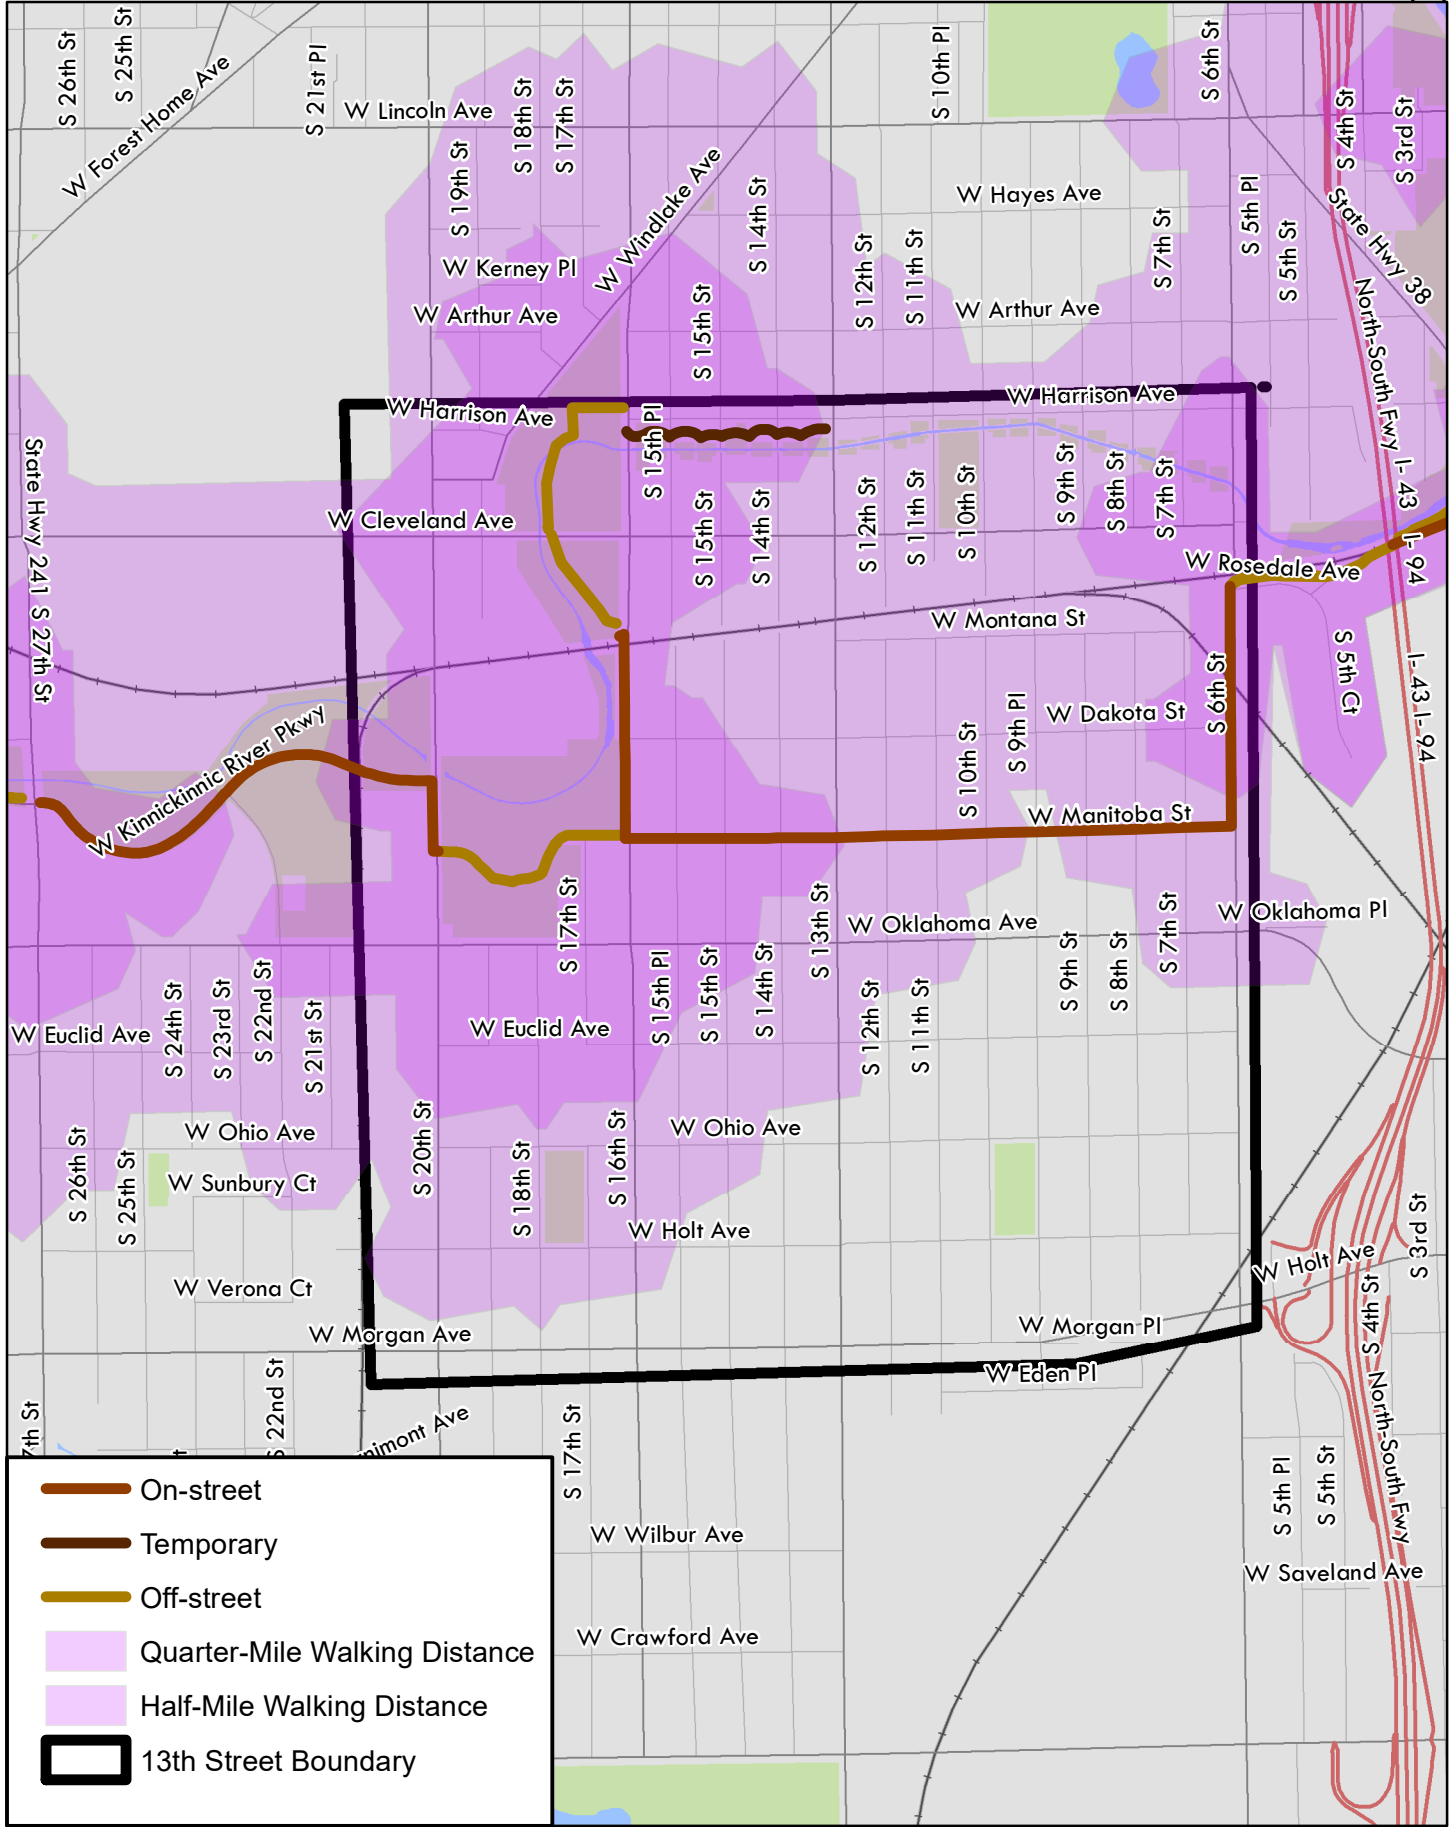 S 26th St
S 25th St
W Forest Home Ave
S 21st Pl
W Lincoln Ave
S 19th St
S 18th St
S 17th St
W Windlake Ave
S 14th St
S 10th Pl
S 6th St
S 4th St
S 3rd St
W Hayes Ave
S 5th Pl
S 5th St
S 7th St
State Hwy 38
W Kerney Pl
W Arthur Ave
S 15th St
S 12th St
S 11th St
W Arthur Ave
North-South Fwy
I- 43
I- 94
W Harrison Ave
W Harrison Ave
S 15th Pl
State Hwy 241
S 27th St
W Cleveland Ave
S 15th St
S 14th St
S 12th St
S 11th St
S 10th St
S 9th St
S 8th St
S 7th St
W Rosedale Ave
W Montana St
S 6th St
S 5th Ct
I- 43 I- 94
W Dakota St
S 9th Pl
S 10th St
W Kinnickinnic River Pkwy
W Manitoba St
S 17th St
S 13th St
W Oklahoma Ave
W Oklahoma Pl
S 7th St
S 8th St
S 9th St
S 15th Pl
S 15th St
S 14th St
S 12th St
S 11th St
W Euclid Ave
S 24th St
S 23rd St
S 22nd St
S 21st St
W Euclid Ave
W Ohio Ave
W Ohio Ave
S 26th St
S 25th St
W Sunbury Ct
S 20th St
S 18th St
S 16th St
W Holt Ave
W Holt Ave
S 3rd St
W Verona Ct
W Morgan Ave
W Morgan Pl
S 4th St
W Eden Pl
7th St
S 22nd St
nimont Ave
S 17th St
North-South Fwy
S 5th Pl
S 5th St
W Wilbur Ave
W Saveland Ave
W Crawford Ave
On-street
Temporary
Off-street
Quarter-Mile Walking Distance
Half-Mile Walking Distance
13th Street Boundary